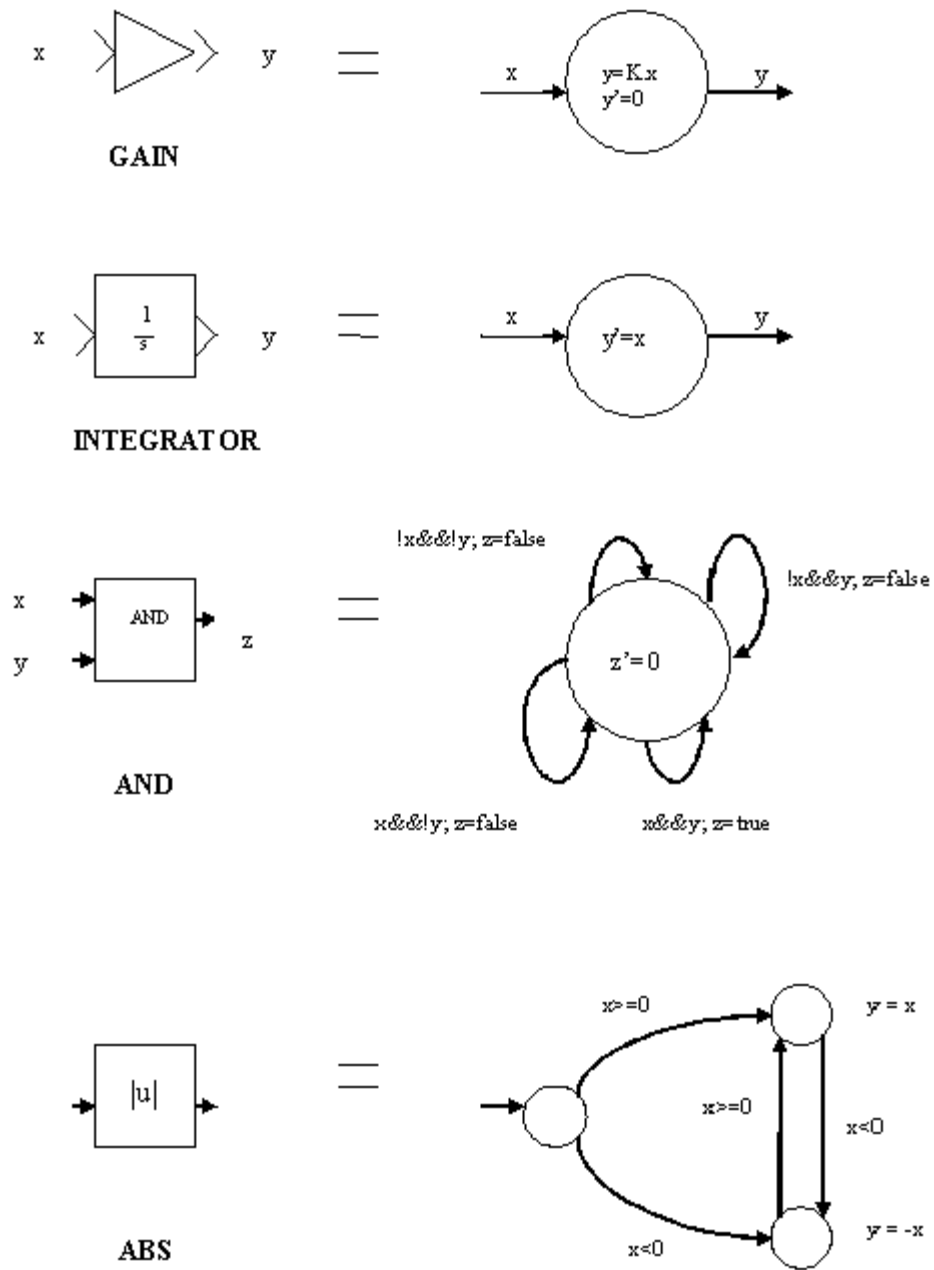 x y x y=K.x y
y'=0
GAIN
x 1 y x y'=x y
s
INTEGRATOR
!x&&!y; z=false
!x&&y; z=false
x AND z z'=0
y
AND
x&&!y; z=false x&&y; z=true
x>=0 y = x
|u| x>=0 x<0
x<0 y = -x
ABS